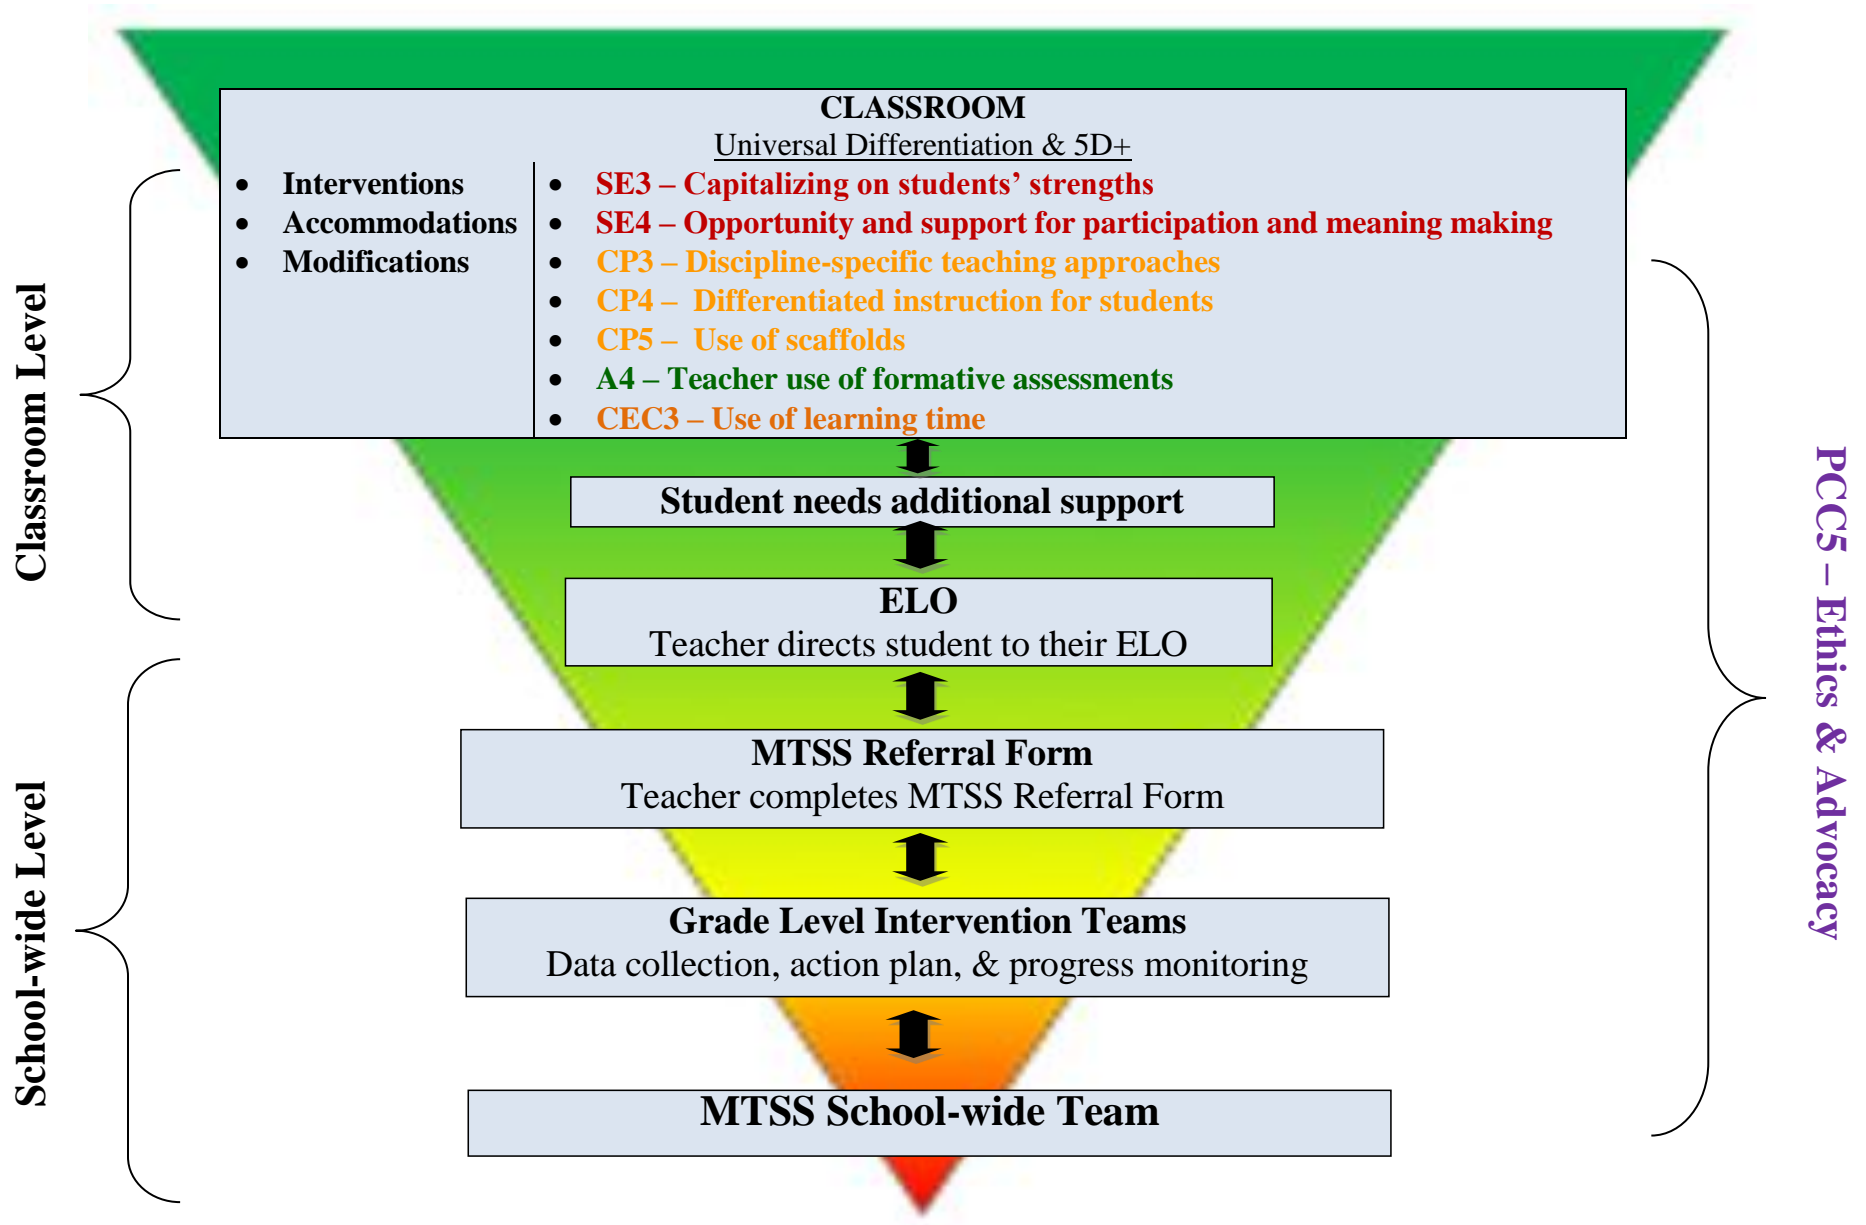 CLASSROOM
Universal Differentiation & 5D+
• Interventions
• Accommodations
• Modifications
• SE3 – Capitalizing on students’ strengths
• SE4 – Opportunity and support for participation and meaning making
• CP3 – Discipline-specific teaching approaches
• CP4 – Differentiated instruction for students
• CP5 – Use of scaffolds
• A4 – Teacher use of formative assessments
• CEC3 – Use of learning time
Student needs additional support
ELO
Teacher directs student to their ELO
MTSS Referral Form
Teacher completes MTSS Referral Form
Grade Level Intervention Teams
Data collection, action plan, & progress monitoring
MTSS School-wide Team
Classroom Level
School-wide Level
PCC5 – Ethics & Advocacy